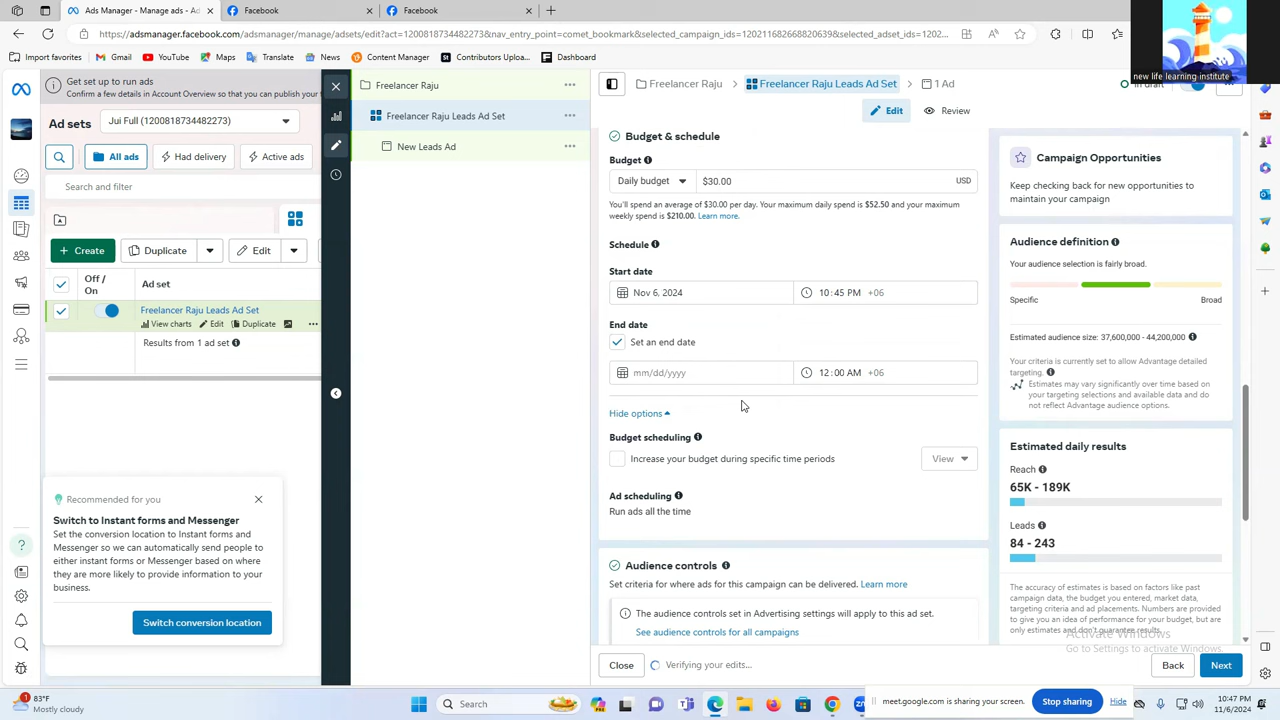 Ads Manager - Manage ads - Ad
Facebook
Facebook
https://adsmanager.facebook.com/adsmanager/manage/adsets/edit?act=1200818734482273&nav_entry_point=comet_bookmark&selected_campaign_ids=120211682668820639&selected_adset_ids=12002...
new life learning institute
Import favorites
Gmail
YouTube
Maps
News
Translate
Content Manager
Stutra Contributor - Uptol...
Dashboard
Get set up to run ads
Confirm a few details in Account Overview so that you can publish your
Ad sets
Jui Full (1200818734482273)
All ads
Had delivery
Active ads
Search and filter
Create
Duplicate
Edit
Off / On
Ad set
Freelancer Raju Leads Ad Set
View charts
Edit
Duplicate
Results from 1 ad set
Recommended for you
Switch to Instant forms and Messenger
Set the conversion location to Instant forms and
Messenger so we can automatically send people to
either instant forms or Messenger based on where
they are more likely to provide information to your
business.
Switch conversion location
Freelancer Raju
Freelancer Raju Leads Ad Set
New Leads Ad
Freelancer Raju
Freelancer Raju Leads Ad Set
1 Ad
In draft
Edit
Review
Budget & schedule
Budget
Daily budget
$30.00
USD
You'll spend an average of $30.00 per day. Your maximum daily spend is $52.50 and your maximum
weekly spend is $210.00. Learn more.
Schedule
Start date
Nov 6, 2024
10:45 PM +06
End date
Set an end date
mm/dd/yyyy
12:00 AM +06
Hide options
Budget scheduling
Increase your budget during specific time periods
View
Ad scheduling
Run ads all the time
Audience controls
Set criteria for where ads for this campaign can be delivered. Learn more
The audience controls set in Advertising settings will apply to this ad set.
See audience controls for all campaigns
Close
Verifying your edits...
Back
Next
Campaign Opportunities
Keep checking back for new opportunities to
maintain your campaign
Audience definition
Your audience selection is fairly broad.
Specific
Broad
Estimated audience size: 37,600,000 - 44,200,000
Your criteria is currently set to allow Advantage detailed
targeting.
Estimates may vary significantly over time based on
your targeting selections and available data and do
not reflect Advantage audience options.
Estimated daily results
Reach
65K - 189K
Leads
84 - 243
The accuracy of estimates is based on factors like past
campaign data, the budget you entered, market data,
targeting criteria and ad placements. Numbers are provided
to give you an idea of performance for your budget, but are
only estimates and don't guarantee results.
Activate Windows
Go to Settings to activate Windows.
83°F
Mostly cloudy
Search
meet.google.com is sharing your screen.
Stop sharing
Hide
10:47 PM
11/6/2024